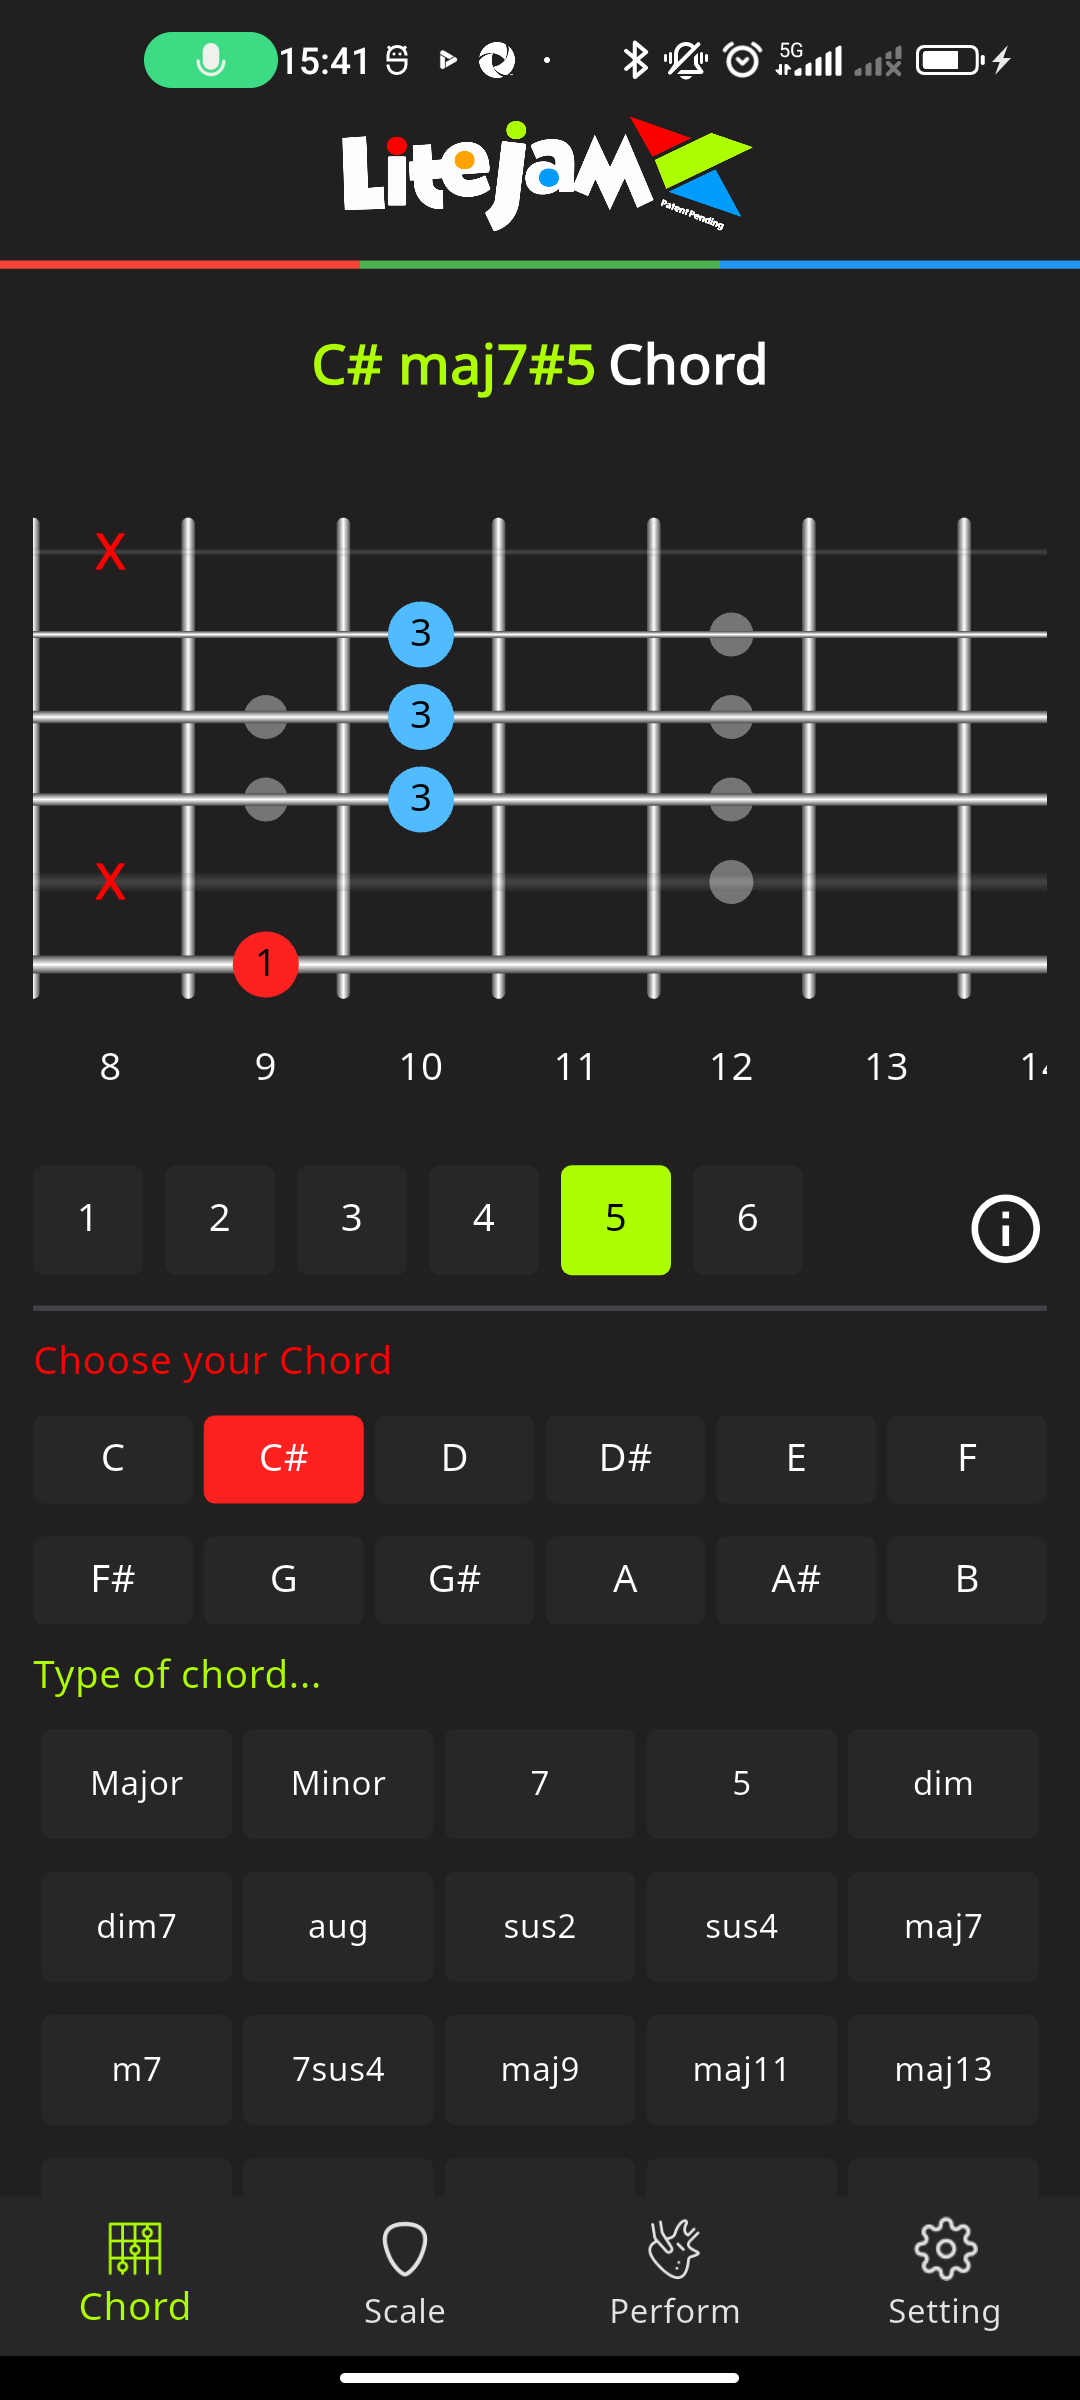 15:41
5G
LiteJam
Patent Pending
C# maj7#5 Chord
X
3
3
3
X
1
8 9 10 11 12 13 14
1 2 3 4 5 6
Choose your Chord
C C# D D# E F
F# G G# A A# B
Type of chord...
Major Minor 7 5 dim
dim7 aug sus2 sus4 maj7
m7 7sus4 maj9 maj11 maj13
Chord Scale Perform Setting